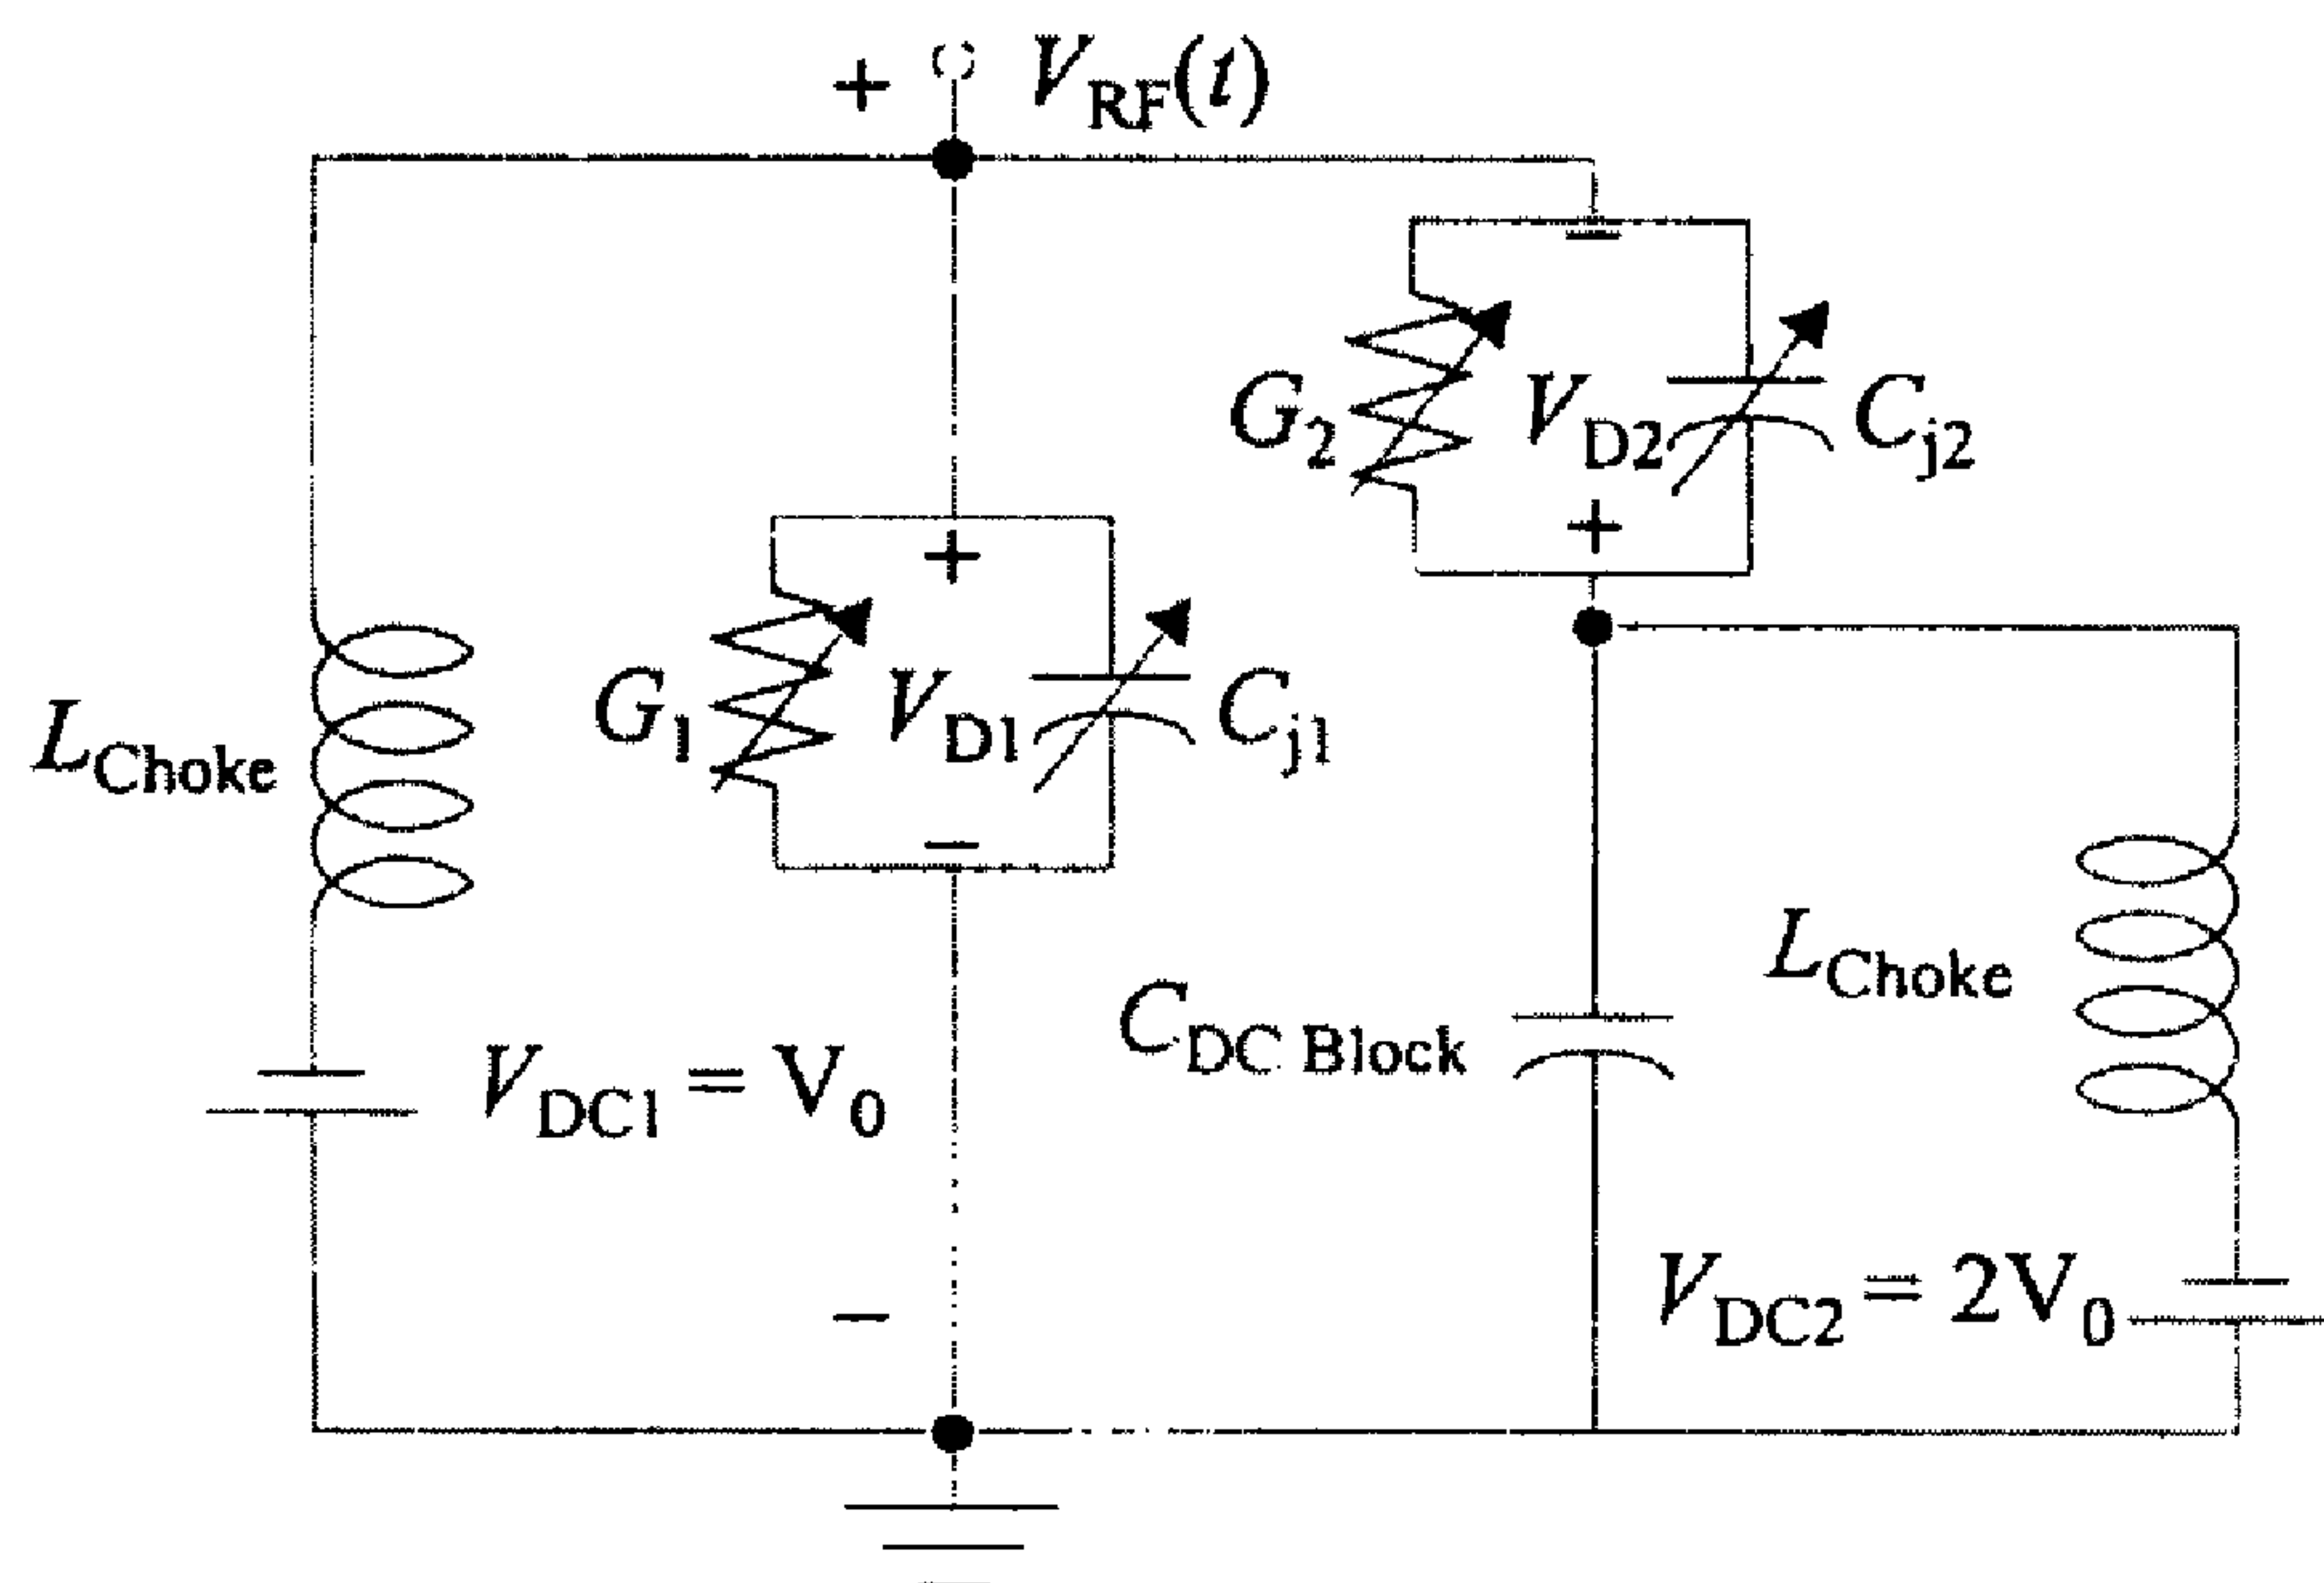 + V_RF(t)
−
G_2 V_D2 C_j2
+
+
G_1 V_D1 C_j1
L_Choke
−
L_Choke
C_DC Block
V_DC1 = V_0
V_DC2 = 2V_0
−